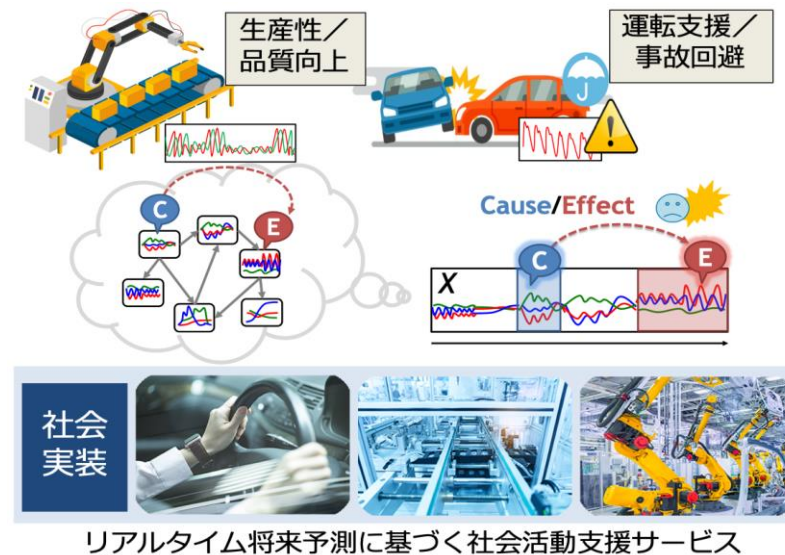 生産性／
品質向上
運転支援／
事故回避
C
E
Cause/Effect
C
E
X
社会
実装
リアルタイム将来予測に基づく社会活動支援サービス